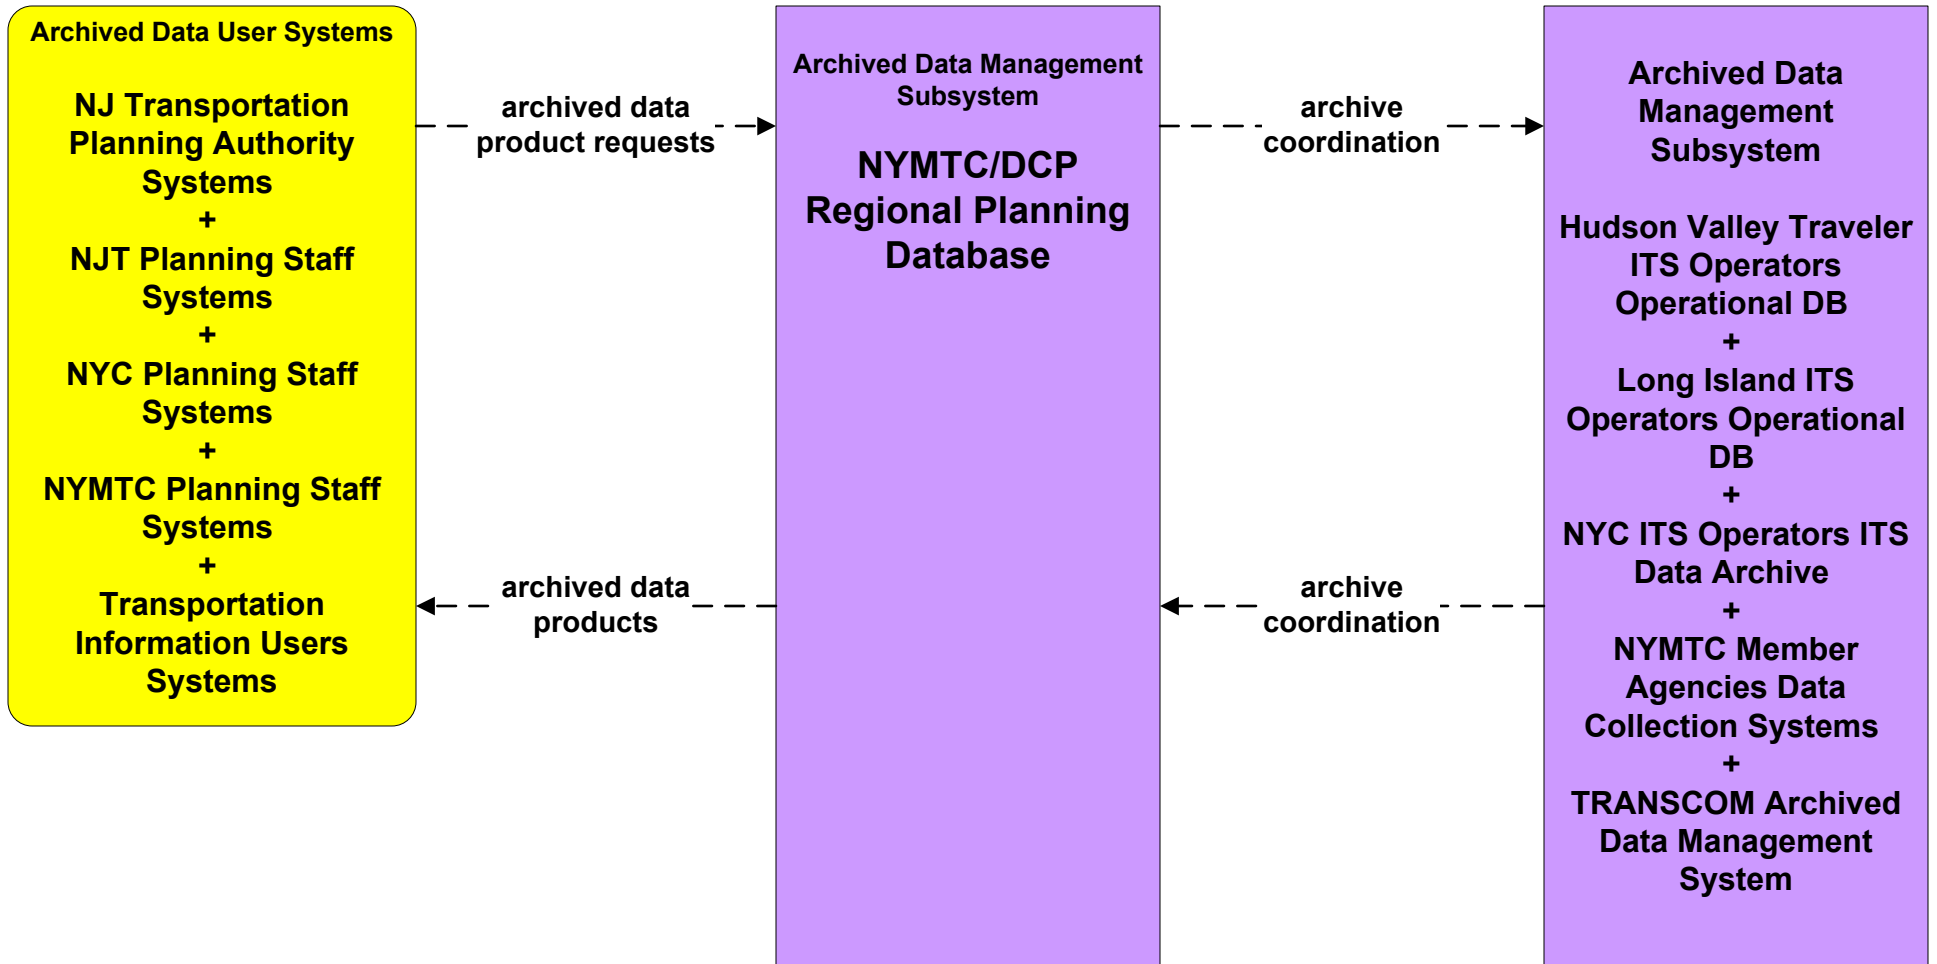 Archived Data User Systems
NJ Transportation
Planning Authority
Systems
+
NJT Planning Staff
Systems
+
NYC Planning Staff
Systems
+
NYMTC Planning Staff
Systems
+
Transportation
Information Users
Systems
archived data
product requests
archived data
products
Archived Data Management
Subsystem
NYMTC/DCP
Regional Planning
Database
archive
coordination
archive
coordination
Archived Data
Management
Subsystem
Hudson Valley Traveler
ITS Operators
Operational DB
+
Long Island ITS
Operators Operational
DB
+
NYC ITS Operators ITS
Data Archive
+
NYMTC Member
Agencies Data
Collection Systems
+
TRANSCOM Archived
Data Management
System